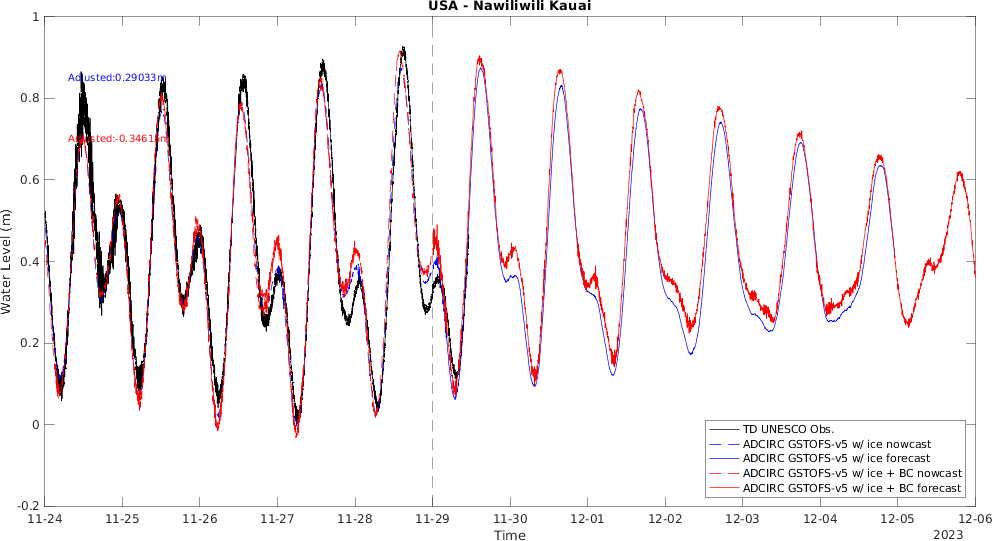 USA - Nawiliwili Kauai
1
0.8
0.6
0.4
0.2
0
-0.2
Water Level (m)
Adjusted:0.29033m
Adjusted:-0.34615m
TD UNESCO Obs.
ADCIRC GSTOFS-v5 w/ ice nowcast
ADCIRC GSTOFS-v5 w/ ice forecast
ADCIRC GSTOFS-v5 w/ ice + BC nowcast
ADCIRC GSTOFS-v5 w/ ice + BC forecast
11-24 11-25 11-26 11-27 11-28 11-29 11-30 12-01 12-02 12-03 12-04 12-05 12-06
Time
2023